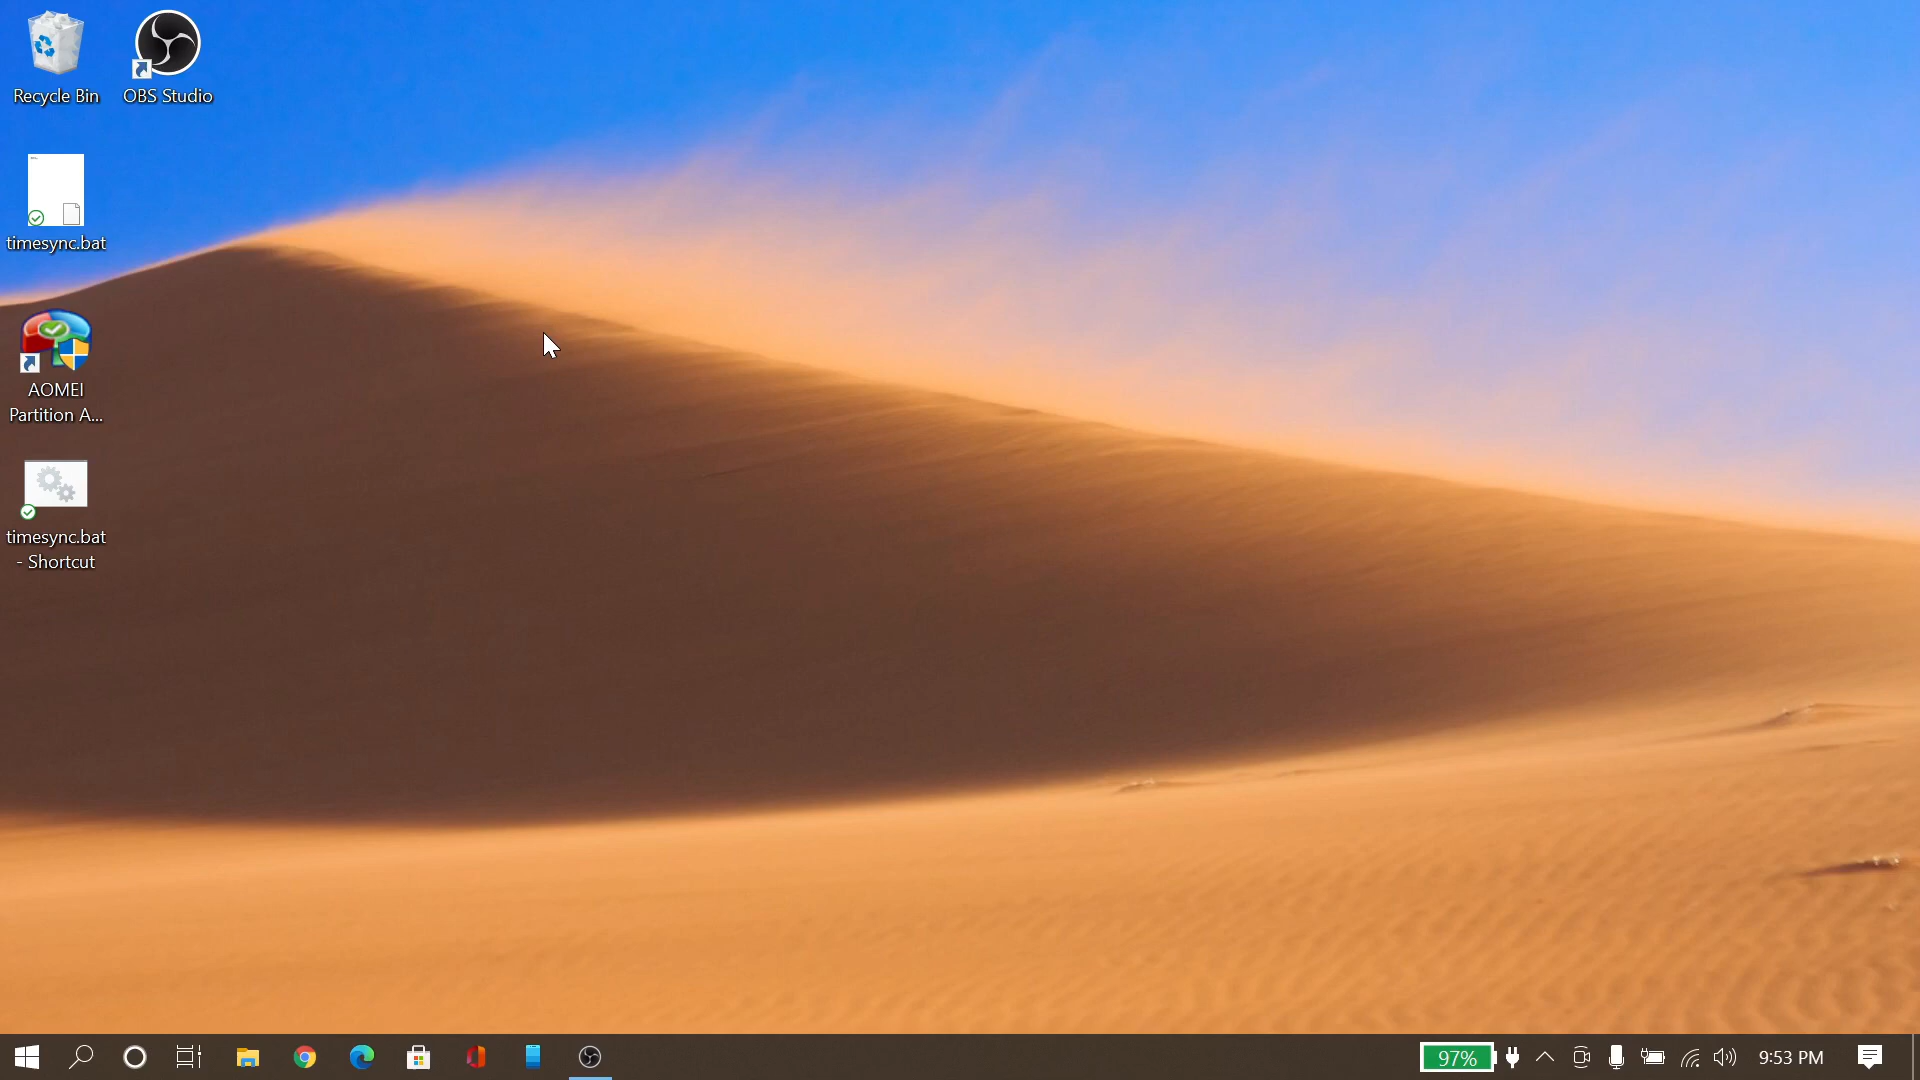 Recycle Bin
OBS Studio
timesync.bat
AOMEI
Partition A...
timesync.bat
- Shortcut
97%
9:53 PM